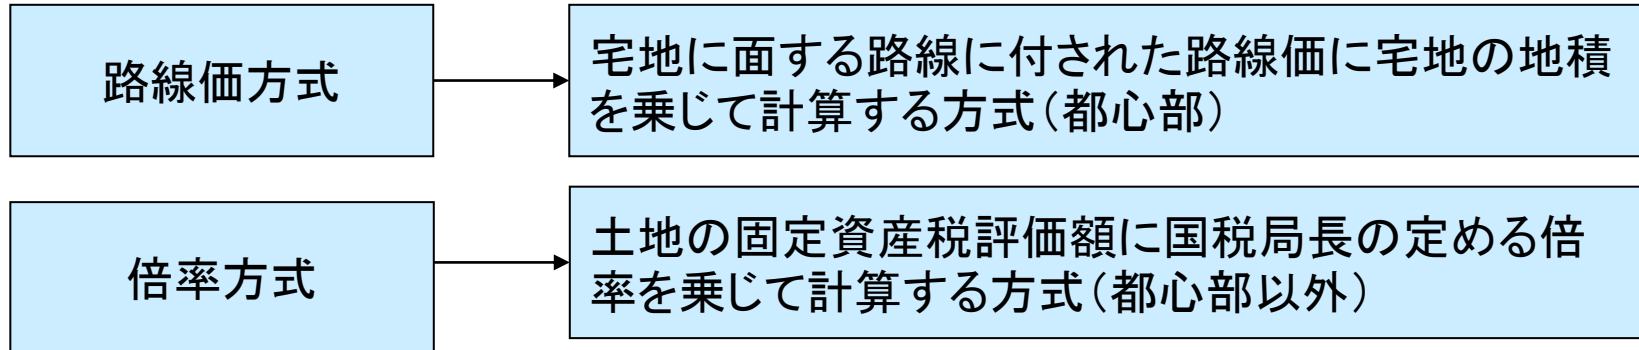 路線価方式
宅地に面する路線に付された路線価に宅地の地積
を乗じて計算する方式（都心部）
倍率方式
土地の固定資産税評価額に国税局長の定める倍
率を乗じて計算する方式（都心部以外）